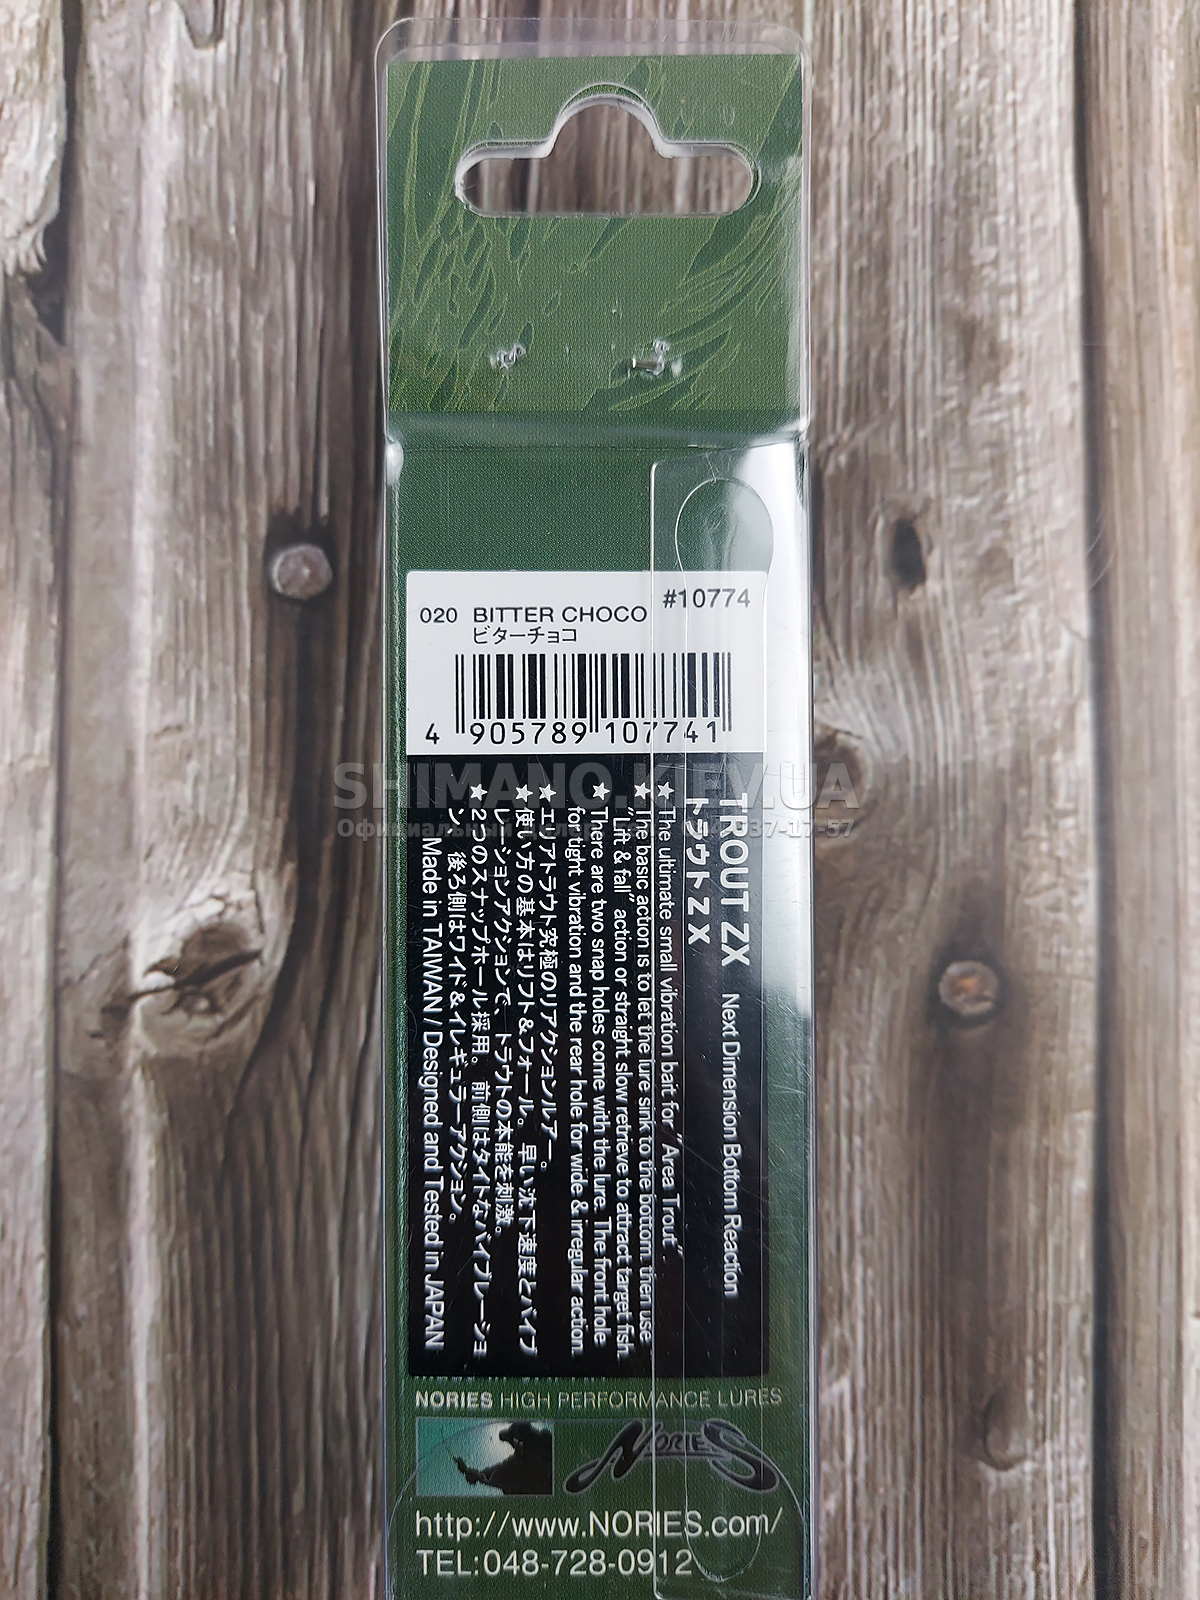 020 BITTER CHOCO #10774
ビターチョコ
4 905789 107741
SHIMANO.KIEV.UA
TROUT ZX Next Dimension Bottom Reaction
トラウトZX
★The ultimate small vibration bait for "Area Trout".
★The basic action is to let the lure sink to the bottom, then use
"Lift & fall" action or straight slow retrieve to attract target fish.
★There are two snap holes come with the lure. The front hole
for tight vibration and the rear hole for wide & irregular action.
★エリアトラウト究極のリアクションルアー。
★使い方の基本はリフト&フォール。早い沈下速度とバイブ
レーションアクションで、トラウトの本能を刺激。
★2つのスナップホール採用。前側はタイトなバイブレーショ
ン、後ろ側はワイド&イレギュラーアクション。
Made in TAIWAN / Designed and Tested in JAPAN
NORIES HIGH PERFORMANCE LURES
NORIES
http://www.NORIES.com/
TEL:048-728-0912